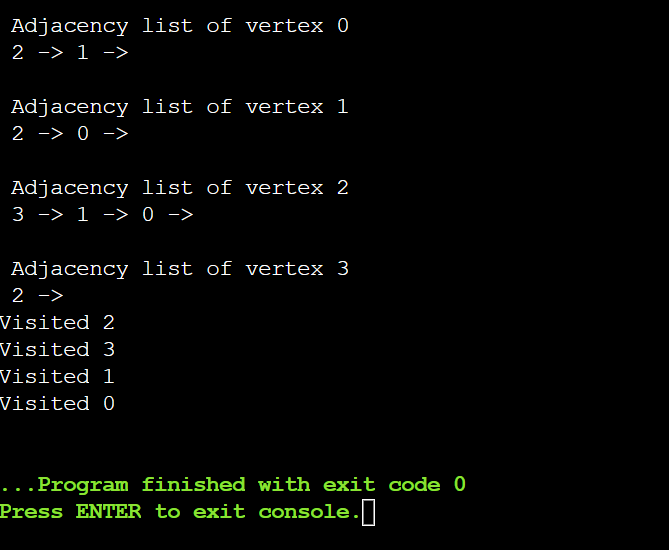 Adjacency list of vertex 0
2 -> 1 ->
Adjacency list of vertex 1
2 -> 0 ->
Adjacency list of vertex 2
3 -> 1 -> 0 ->
Adjacency list of vertex 3
2 ->
Visited 2
Visited 3
Visited 1
Visited 0
...Program finished with exit code 0
Press ENTER to exit console.